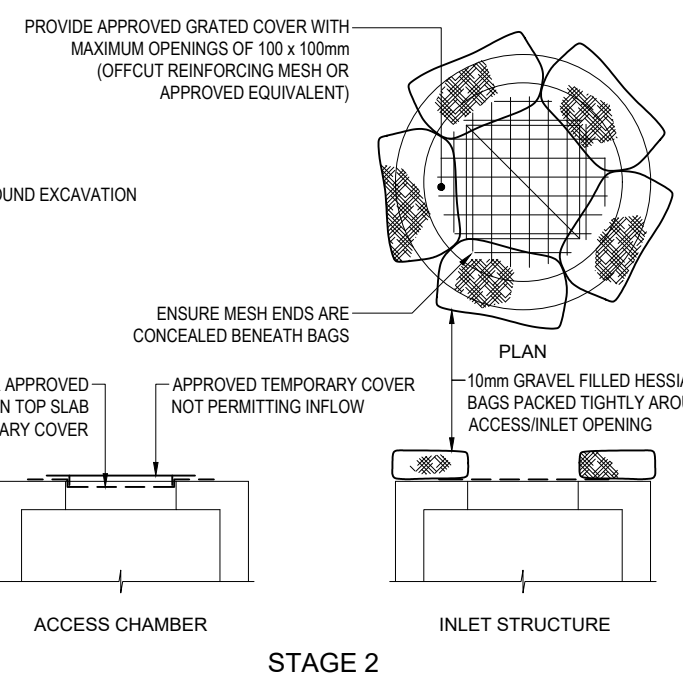 PROVIDE APPROVED GRATED COVER WITH
MAXIMUM OPENINGS OF 100 x 100mm
(OFFCUT REINFORCING MESH OR
APPROVED EQUIVALENT)
OUND EXCAVATION
ENSURE MESH ENDS ARE
CONCEALED BENEATH BAGS
PLAN
APPROVED
N TOP SLAB
ARY COVER
APPROVED TEMPORARY COVER
NOT PERMITTING INFLOW
10mm GRAVEL FILLED HESSIA
BAGS PACKED TIGHTLY AROU
ACCESS/INLET OPENING
ACCESS CHAMBER
INLET STRUCTURE
STAGE 2